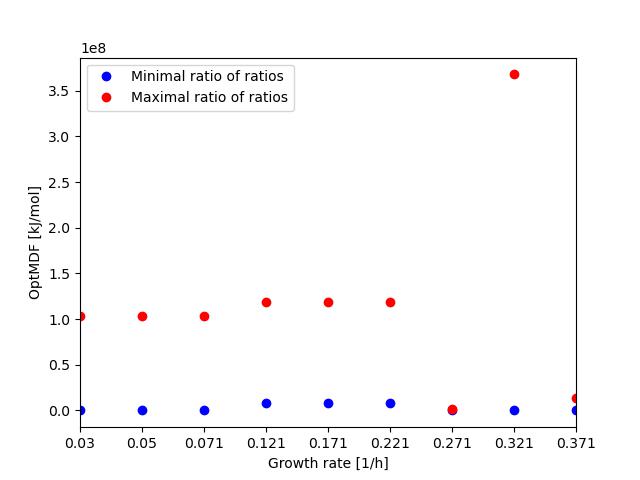 1e8
Minimal ratio of ratios
Maximal ratio of ratios
3.5
3.0
2.5
2.0
1.5
1.0
0.5
0.0
OptMDF [kJ/mol]
0.03 0.05 0.071 0.121 0.171 0.221 0.271 0.321 0.371
Growth rate [1/h]